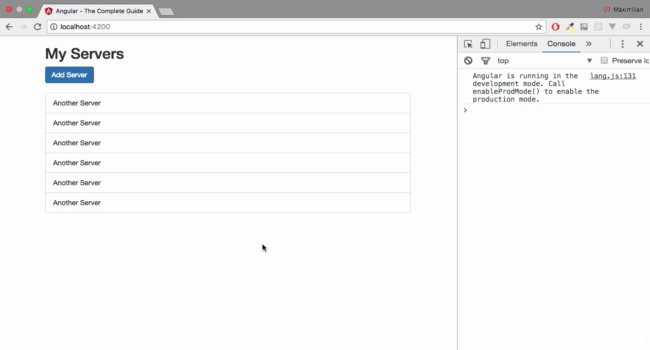 Angular - The Complete Guide
Maximilian
localhost:4200
My Servers
Add Server
Another Server
Another Server
Another Server
Another Server
Another Server
Another Server
Elements Console
top Preserve lo
Angular is running in the lang.js:131
development mode. Call
enableProdMode() to enable the
production mode.